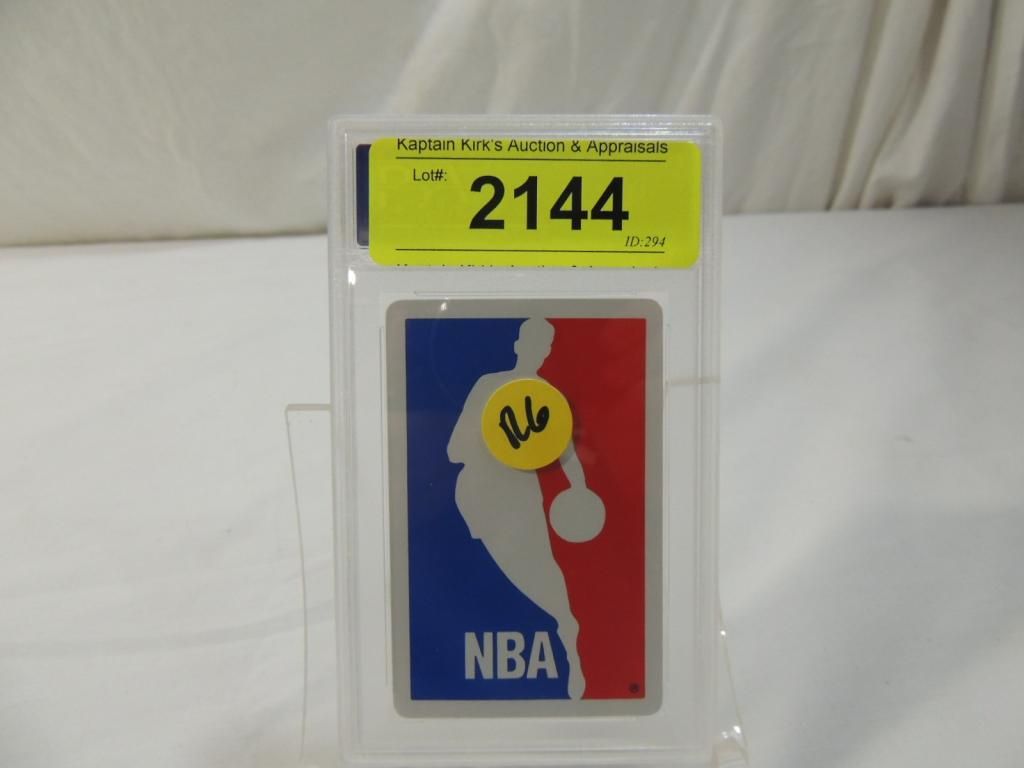 Kaptain Kirk's Auction & Appraisals
Lot#: 2144
ID:294
R6
NBA
®